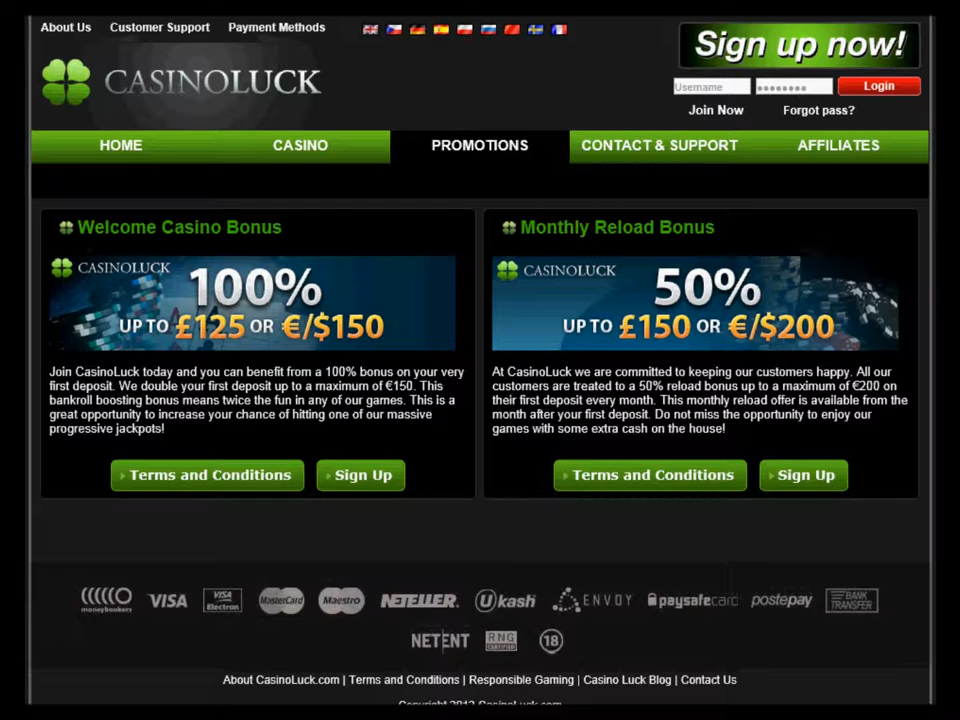 About Us Customer Support Payment Methods
Sign up now!
CASINOLUCK
Username Login
Join Now Forgot pass?
HOME CASINO PROMOTIONS CONTACT & SUPPORT AFFILIATES
Welcome Casino Bonus
CASINOLUCK
100%
UP TO £125 OR €/$150
Join CasinoLuck today and you can benefit from a 100% bonus on your very
first deposit. We double your first deposit up to a maximum of €150. This
bankroll boosting bonus means twice the fun in any of our games. This is a
great opportunity to increase your chance of hitting one of our massive
progressive jackpots!
Terms and Conditions Sign Up
Monthly Reload Bonus
CASINOLUCK
50%
UP TO £150 OR €/$200
At CasinoLuck we are committed to keeping our customers happy. All our
customers are treated to a 50% reload bonus up to a maximum of €200 on
their first deposit every month. This monthly reload offer is available from the
month after your first deposit. Do not miss the opportunity to enjoy our
games with some extra cash on the house!
Terms and Conditions Sign Up
moneybookers VISA VISA Electron MasterCard Maestro NETELLER Ukash ENVOY paysafecard postepay BANK TRANSFER
NETENT RNG CERTIFIED 18
About CasinoLuck.com | Terms and Conditions | Responsible Gaming | Casino Luck Blog | Contact Us
Copyright 2012 CasinoLuck.com